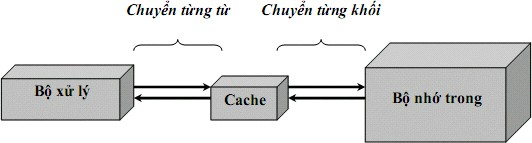 Chuyển từng từ
Chuyển từng khối
Bộ xử lý
Cache
Bộ nhớ trong